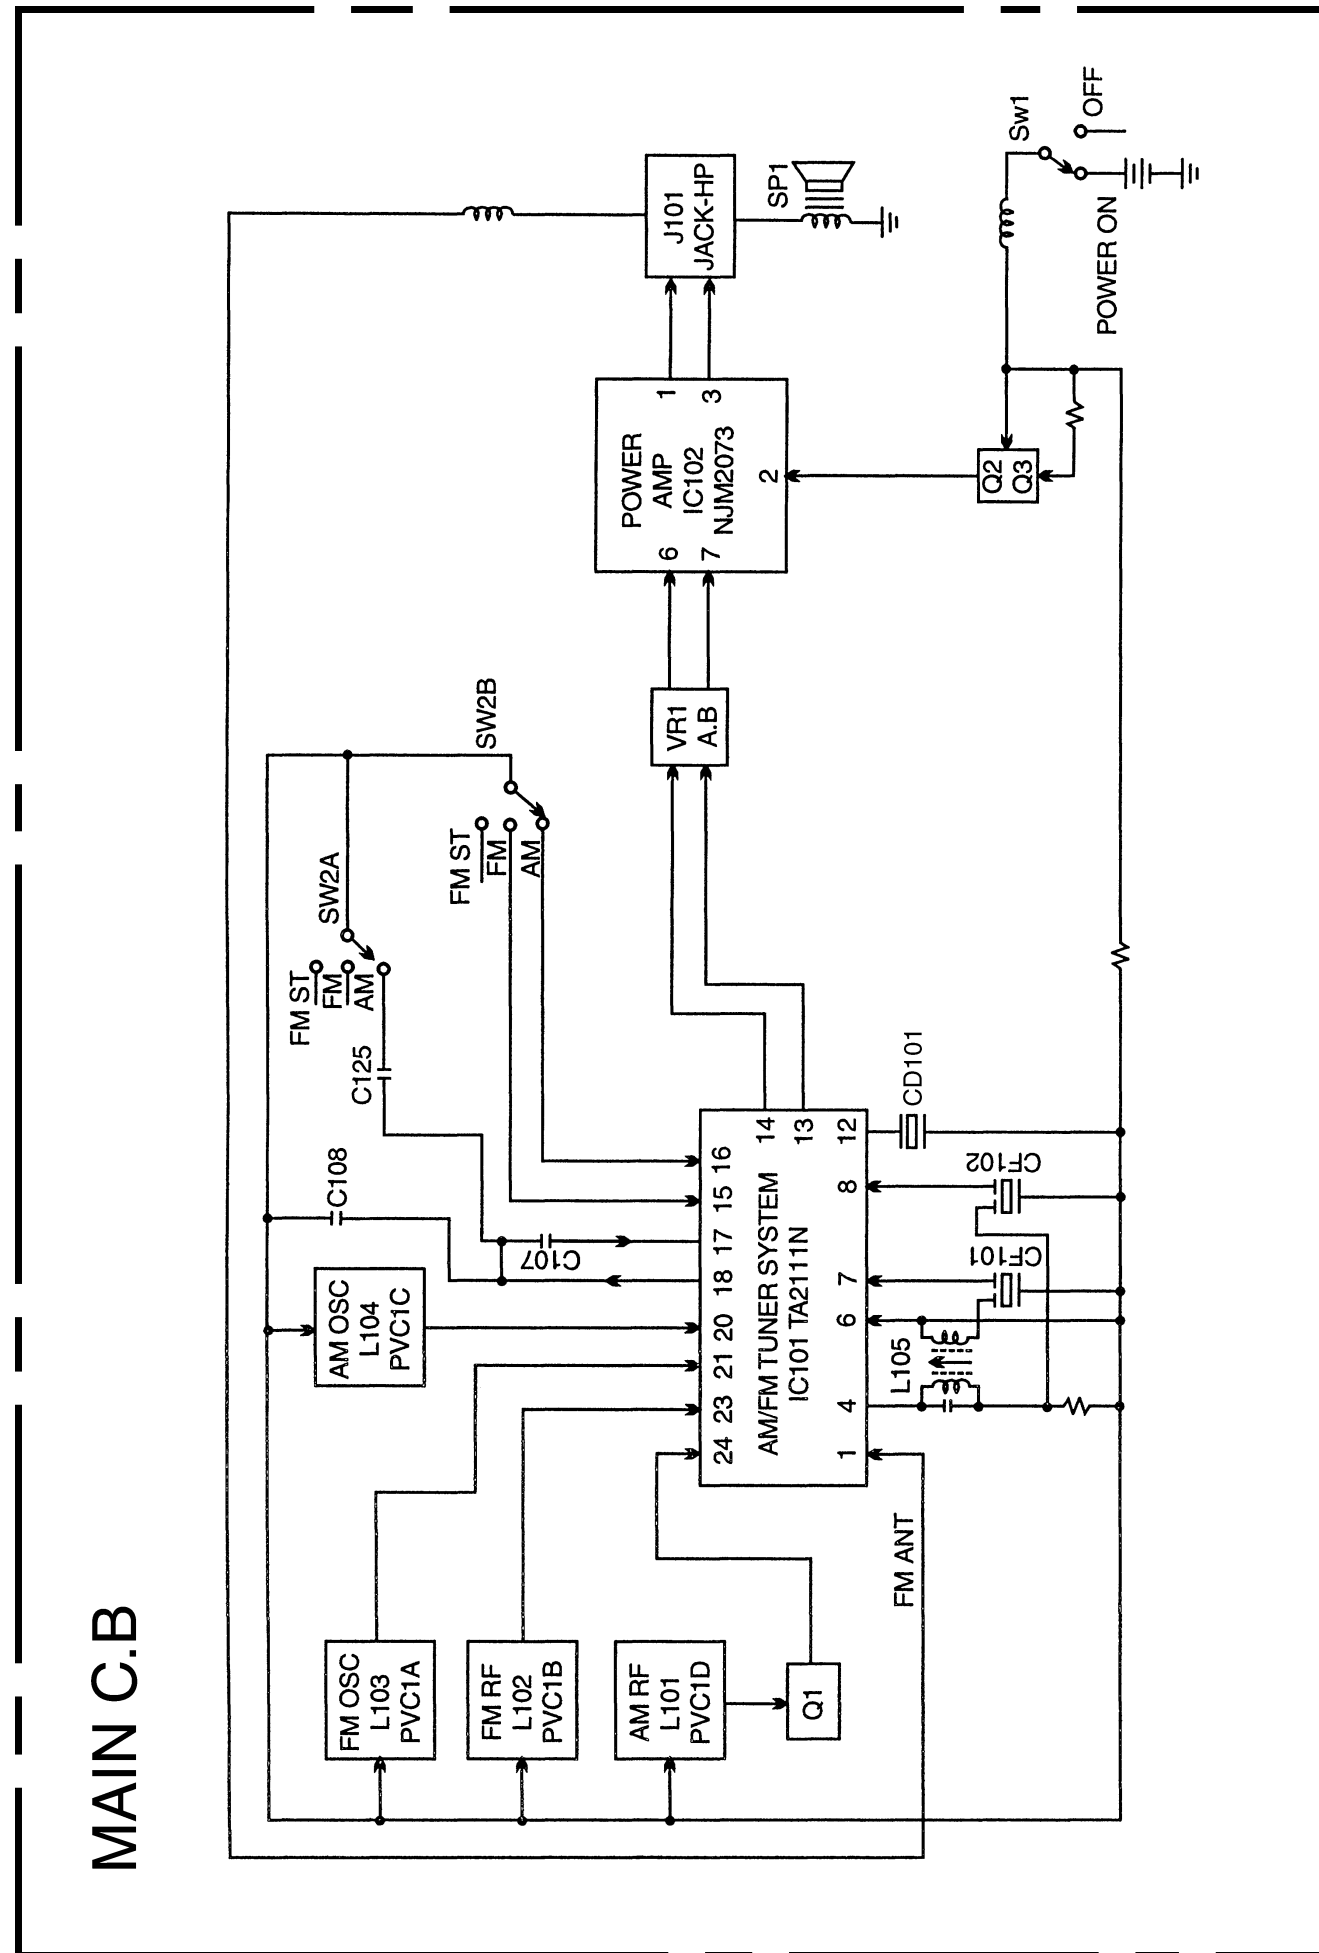 MAIN C.B
FM OSC
L103
PVC1A
FM RF
L102
PVC1B
AM RF
L101
PVC1D
Q1
FM ANT
AM OSC
L104
PVC1C
C108
C107
C125
FM ST
FM
AM
SW2A
FM ST
FM
AM
SW2B
24
23
21
20
18
17
15
16
AM/FM TUNER SYSTEM
IC101 TA2111N
14
13
1
4
6
7
8
12
L105
CF101
CF102
CD101
VR1
A.B
6
7
POWER
AMP
IC102
NJM2073
1
3
2
Q2
Q3
J101
JACK-HP
SP1
Sw1
OFF
POWER ON